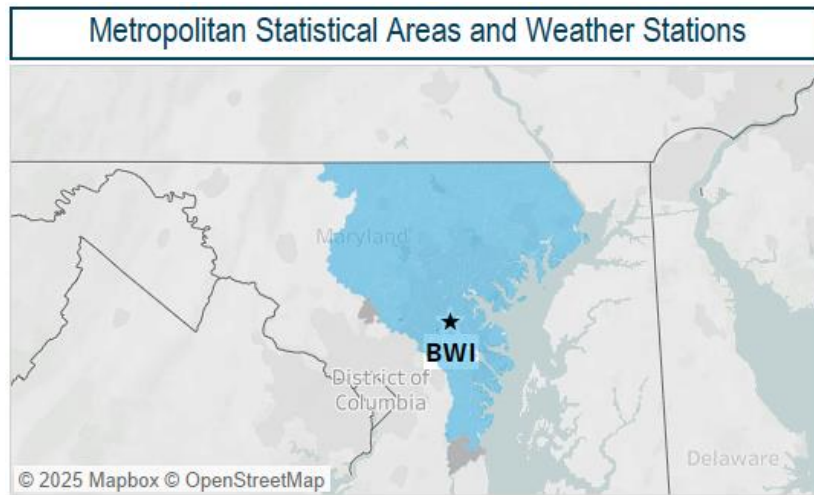 Metropolitan Statistical Areas and Weather Stations
Maryland
BWI
District of
Columbia
Delaware
© 2025 Mapbox © OpenStreetMap